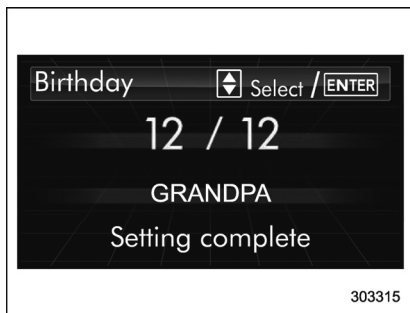 Birthday Select / ENTER
12 / 12
GRANDPA
Setting complete
303315